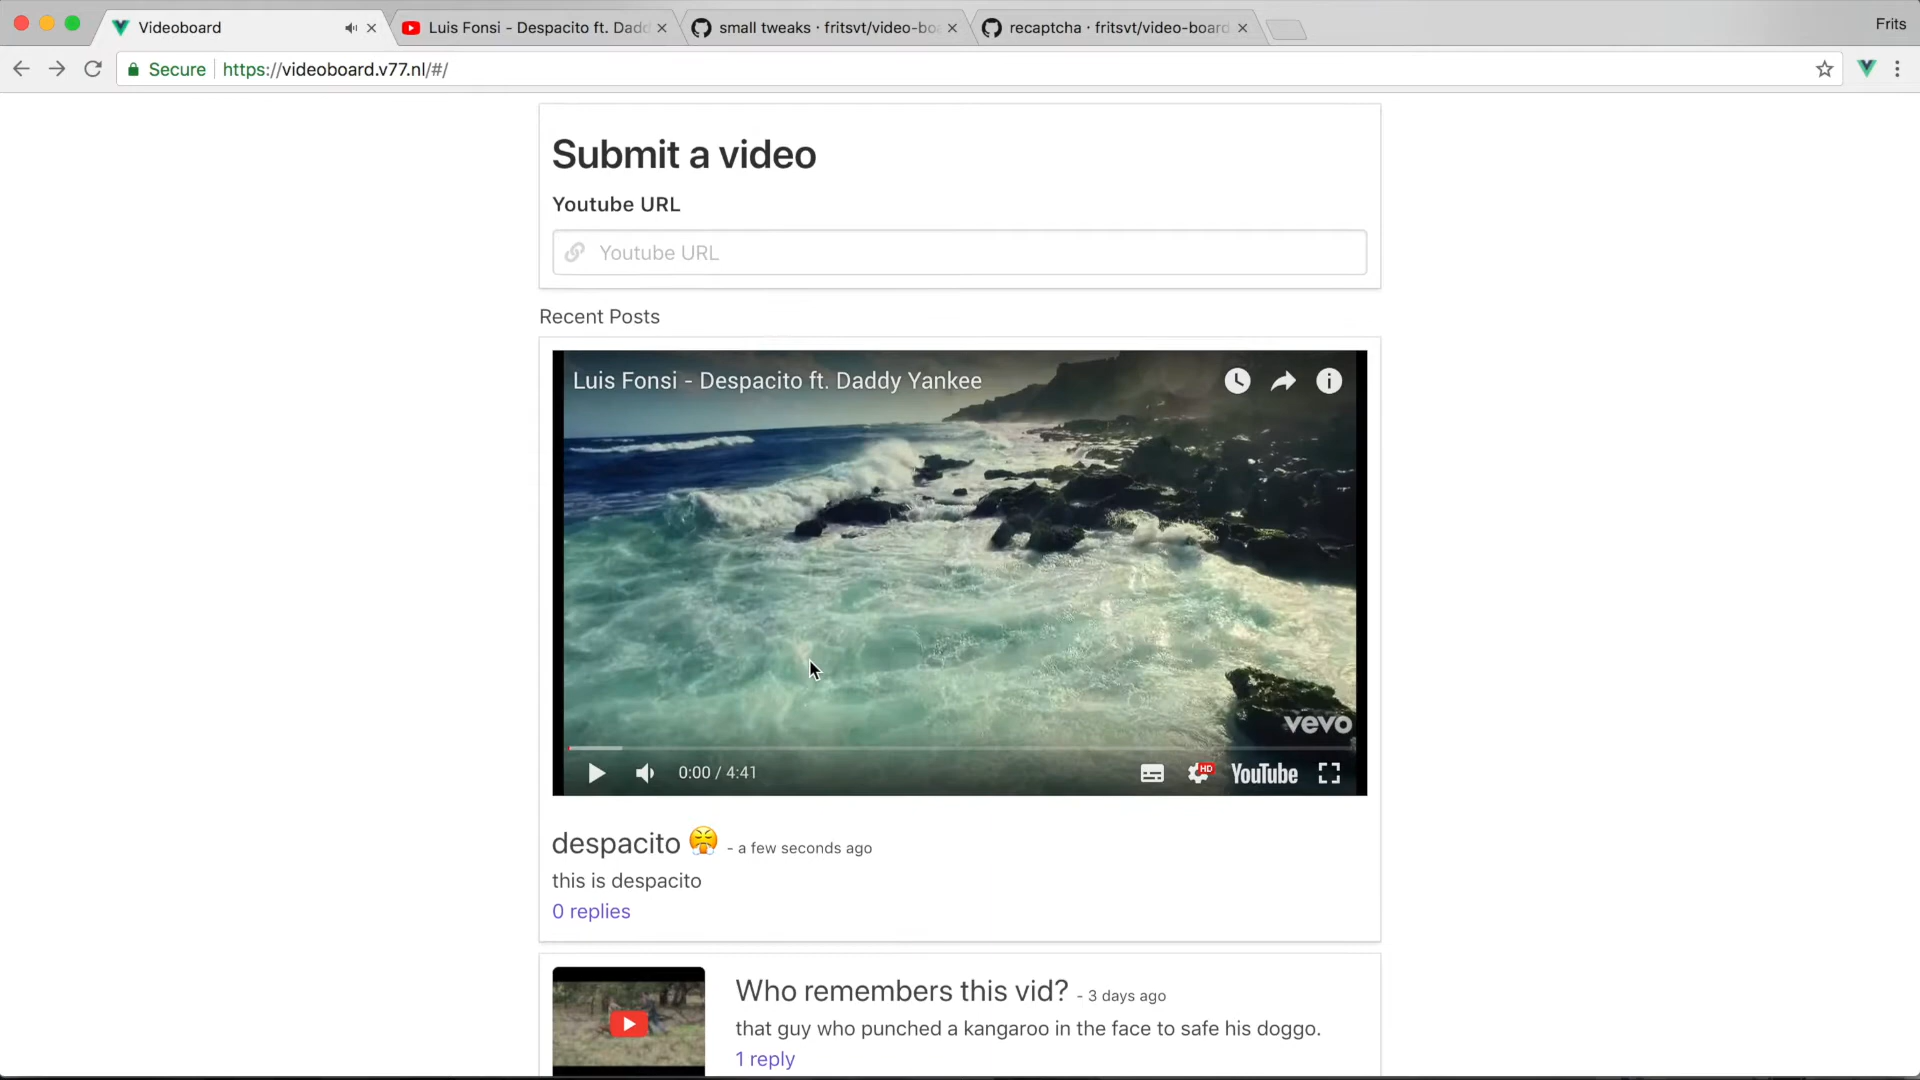 Videoboard
Luis Fonsi - Despacito ft. Dadd
small tweaks · fritsvt/video-boa
recaptcha · fritsvt/video-board
Frits
Secure https://videoboard.v77.nl/#/
Submit a video
Youtube URL
Youtube URL
Recent Posts
Luis Fonsi - Despacito ft. Daddy Yankee
vevo
0:00 / 4:41
HD
YouTube
despacito 😤 - a few seconds ago
this is despacito
0 replies
Who remembers this vid? - 3 days ago
that guy who punched a kangaroo in the face to safe his doggo.
1 reply